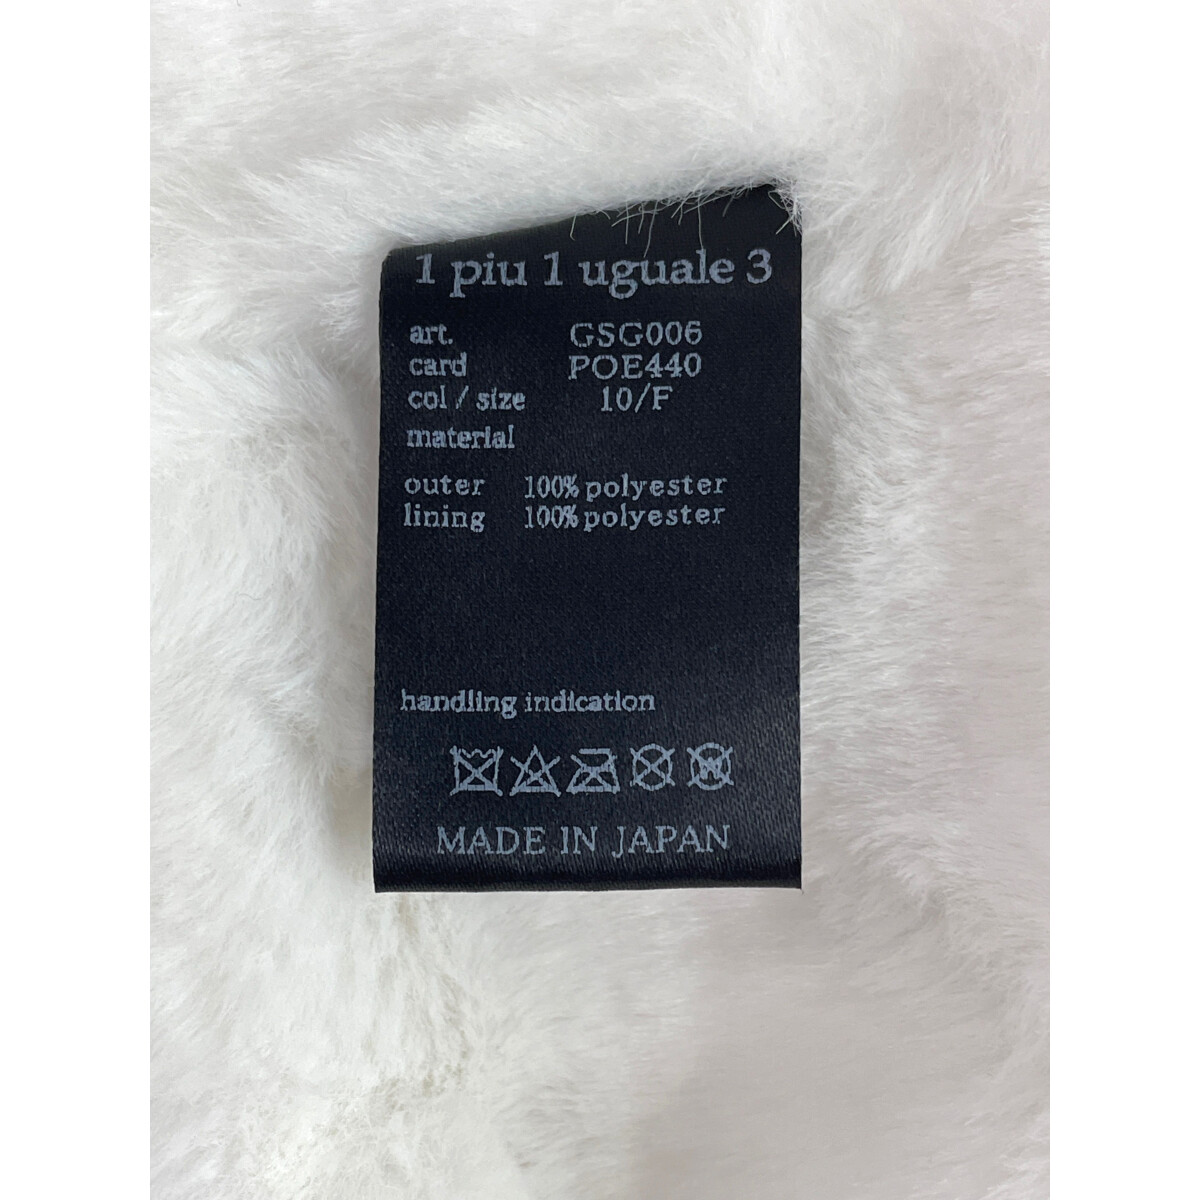 1 piu 1 uguale 3
art. GSG006
card POE440
col / size 10/F
material
outer 100% polyester
lining 100% polyester
handling indication
W
MADE IN JAPAN